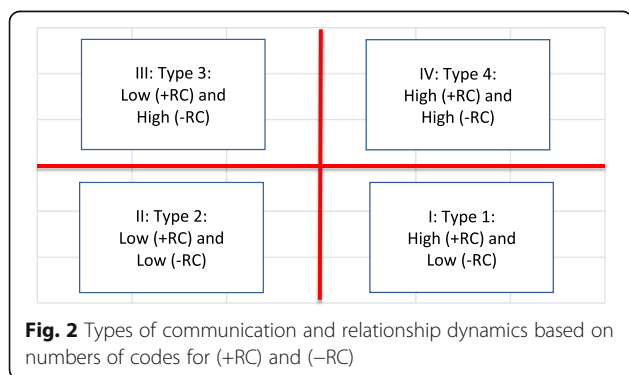 III: Type 3:
Low (+RC) and
High (-RC)
IV: Type 4:
High (+RC) and
High (-RC)
II: Type 2:
Low (+RC) and
Low (-RC)
I: Type 1:
High (+RC) and
Low (-RC)
Fig. 2 Types of communication and relationship dynamics based on
numbers of codes for (+RC) and (−RC)